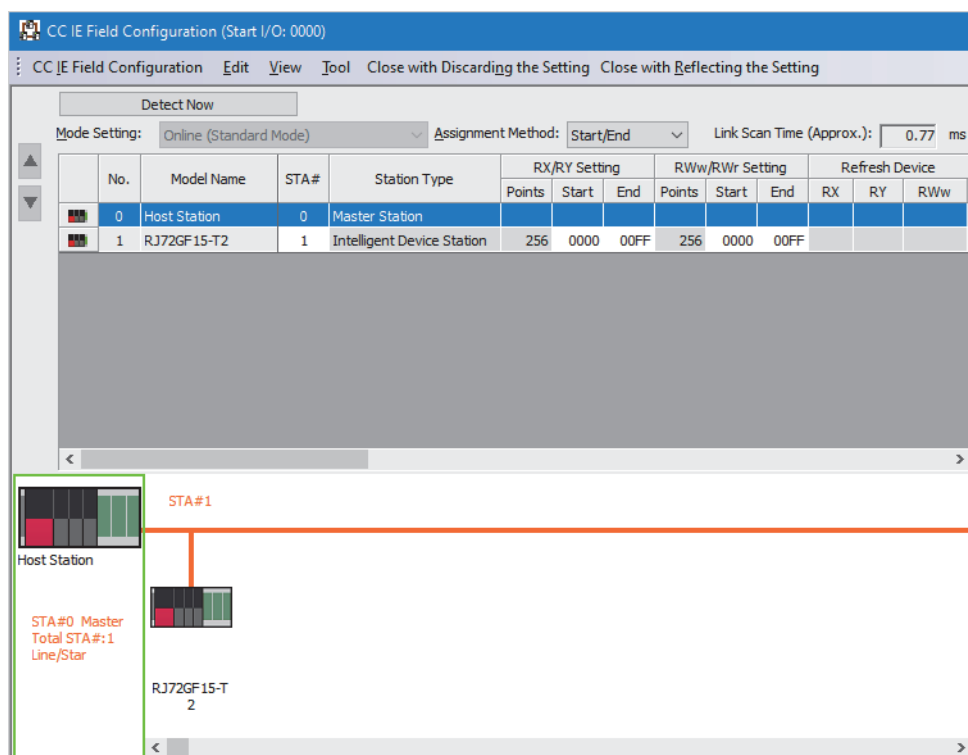 CC IE Field Configuration (Start I/O: 0000)
CC IE Field Configuration Edit View Tool Close with Discarding the Setting Close with Reflecting the Setting
Detect Now
Mode Setting: Online (Standard Mode) Assignment Method: Start/End Link Scan Time (Approx.): 0.77 ms
No. Model Name STA# Station Type RX/RY Setting RWw/RWr Setting Refresh Device
Points Start End Points Start End RX RY RWw
0 Host Station 0 Master Station
1 RJ72GF15-T2 1 Intelligent Device Station 256 0000 00FF 256 0000 00FF
STA#1
Host Station
STA#0 Master
Total STA#:1
Line/Star
RJ72GF15-T
2